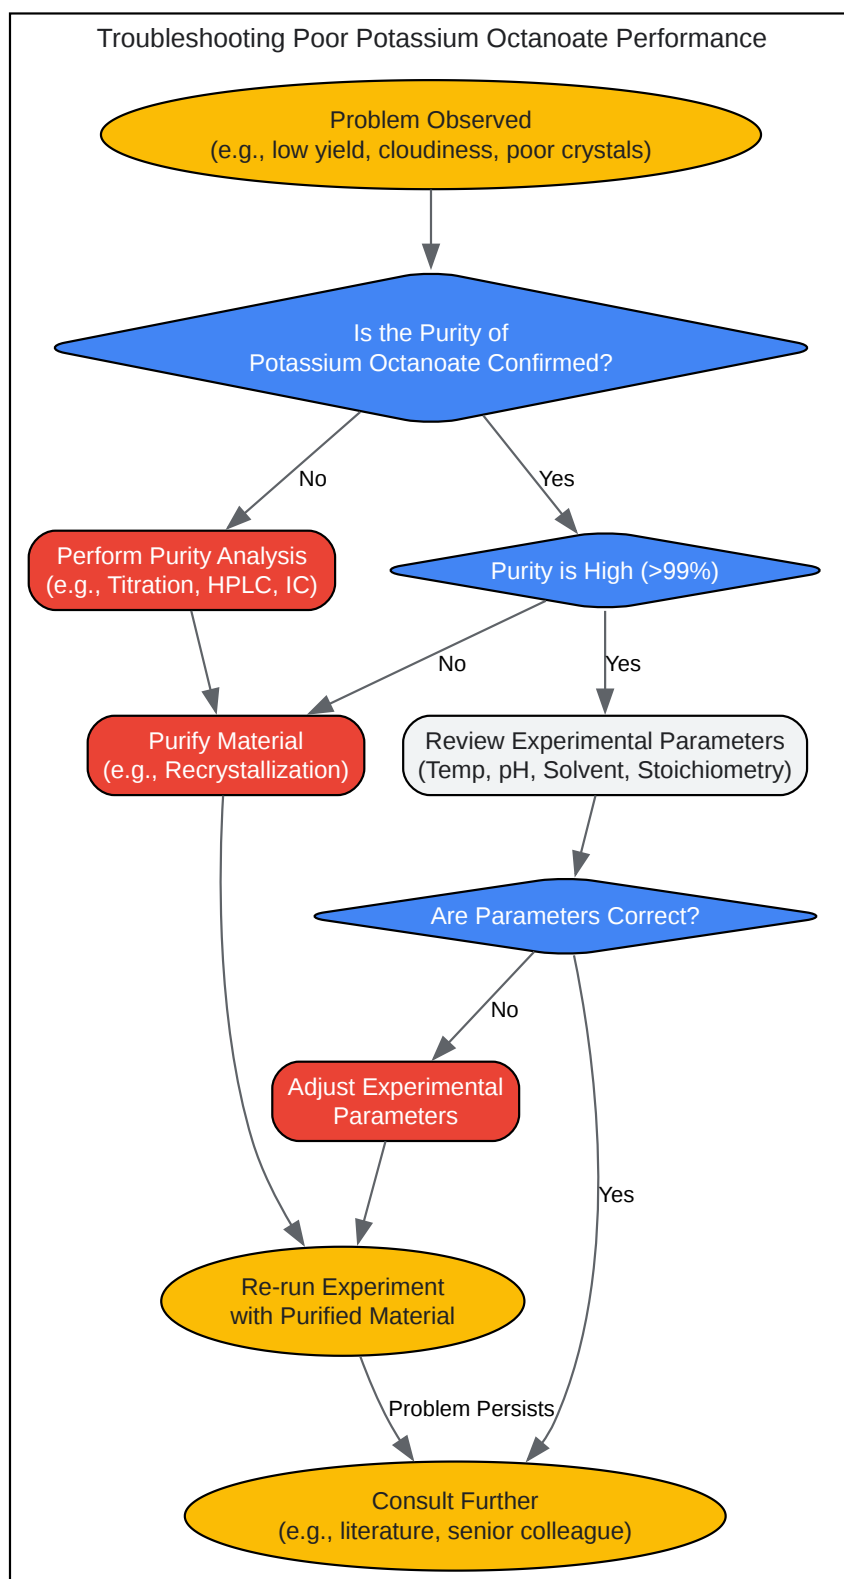 Troubleshooting Poor Potassium Octanoate Performance
Problem Observed
(e.g., low yield, cloudiness, poor crystals)
Is the Purity of
Potassium Octanoate Confirmed?
No
Yes
Perform Purity Analysis
(e.g., Titration, HPLC, IC)
Purity is High (>99%)
No
Yes
Purify Material
(e.g., Recrystallization)
Review Experimental Parameters
(Temp, pH, Solvent, Stoichiometry)
Are Parameters Correct?
No
Adjust Experimental
Parameters
Yes
Re-run Experiment
with Purified Material
Problem Persists
Consult Further
(e.g., literature, senior colleague)